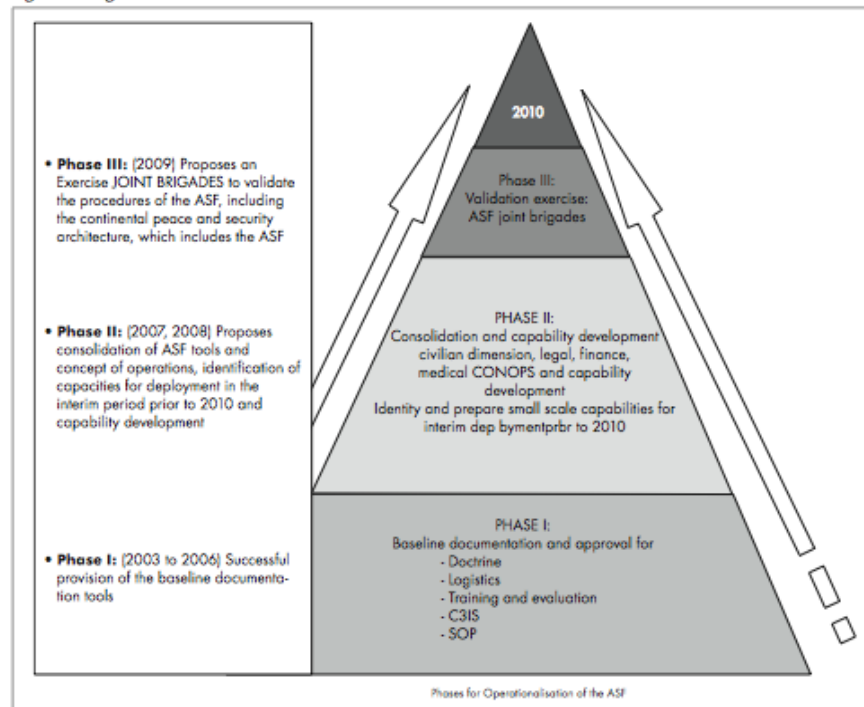 • Phase III: (2009) Proposes an
Exercise JOINT BRIGADES to validate
the procedures of the ASF, including
the continental peace and security
architecture, which includes the ASF
• Phase II: (2007, 2008) Proposes
consolidation of ASF tools and
concept of operations, identification of
capacities for deployment in the
interim period prior to 2010 and
capability development
• Phase I: (2003 to 2006) Successful
provision of the baseline documenta-
tion tools
2010
Phase III:
Validation exercise:
ASF joint brigades
PHASE II:
Consolidation and capability development
civilian dimension, legal, finance,
medical CONOPS and capability
development
Identity and prepare small scale capabilities for
interim dep bymentprbr to 2010
PHASE I:
Baseline documentation and approval for
- Doctrine
- Logistics
- Training and evaluation
- C3IS
- SOP
Phases for Operationalisation of the ASF